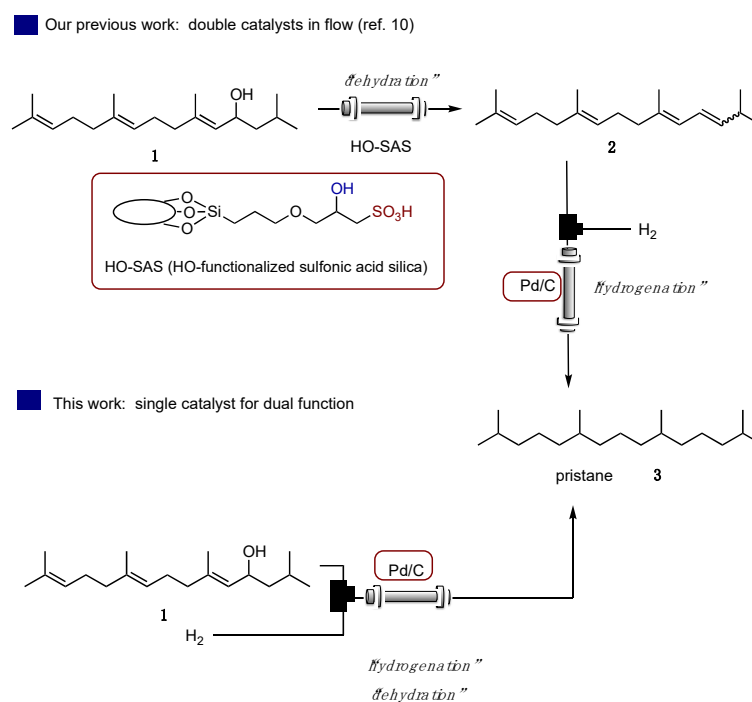 Our previous work: double catalysts in flow (ref. 10)
OH
1
“dehydration”
HO-SAS
2
O
O
O
Si
O
OH
SO3H
HO-SAS (HO-functionalized sulfonic acid silica)
H2
Pd/C
“hydrogenation”
This work: single catalyst for dual function
pristane 3
OH
1
Pd/C
H2
“hydrogenation”
“dehydration”